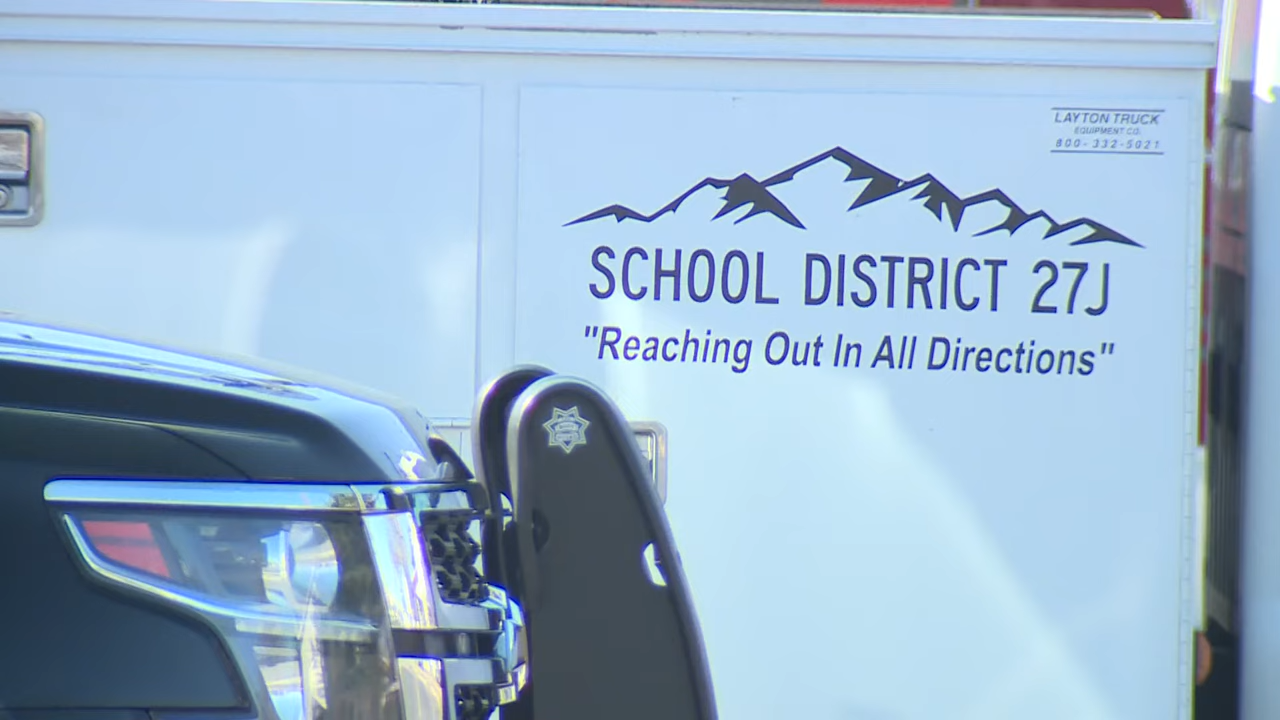 LAYTON TRUCK
EQUIPMENT CO.
800-332-5021
SCHOOL DISTRICT 27J
"Reaching Out In All Directions"